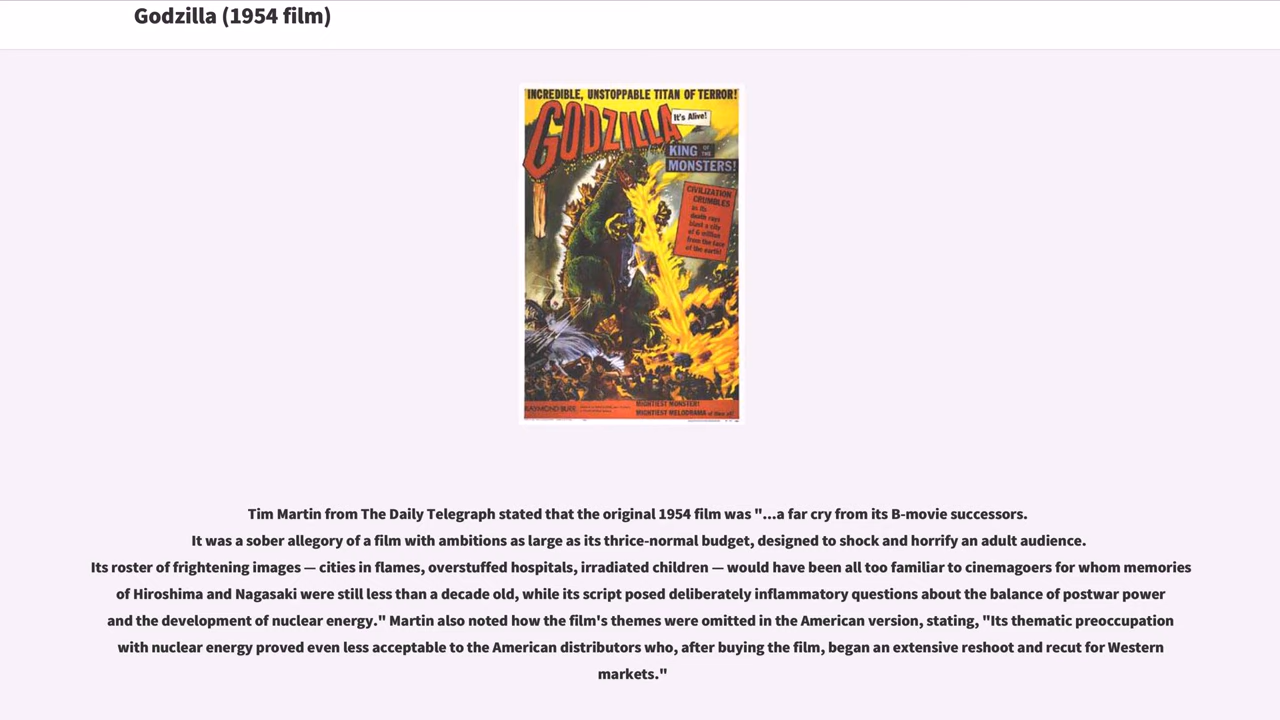 Godzilla (1954 film)
INCREDIBLE, UNSTOPPABLE TITAN OF TERROR!
GODZILLA
It's Alive!
KING OF THE
MONSTERS!
CIVILIZATION
CRUMBLES
as its
death rays
blast a city
of 6 million
from the face
of the earth!
RAYMOND BURR
MIGHTIEST MONSTER!
MIGHTIEST MELODRAMA of them all!
Tim Martin from The Daily Telegraph stated that the original 1954 film was "...a far cry from its B-movie successors.
It was a sober allegory of a film with ambitions as large as its thrice-normal budget, designed to shock and horrify an adult audience.
Its roster of frightening images — cities in flames, overstuffed hospitals, irradiated children — would have been all too familiar to cinemagoers for whom memories
of Hiroshima and Nagasaki were still less than a decade old, while its script posed deliberately inflammatory questions about the balance of postwar power
and the development of nuclear energy." Martin also noted how the film's themes were omitted in the American version, stating, "Its thematic preoccupation
with nuclear energy proved even less acceptable to the American distributors who, after buying the film, began an extensive reshoot and recut for Western
markets."